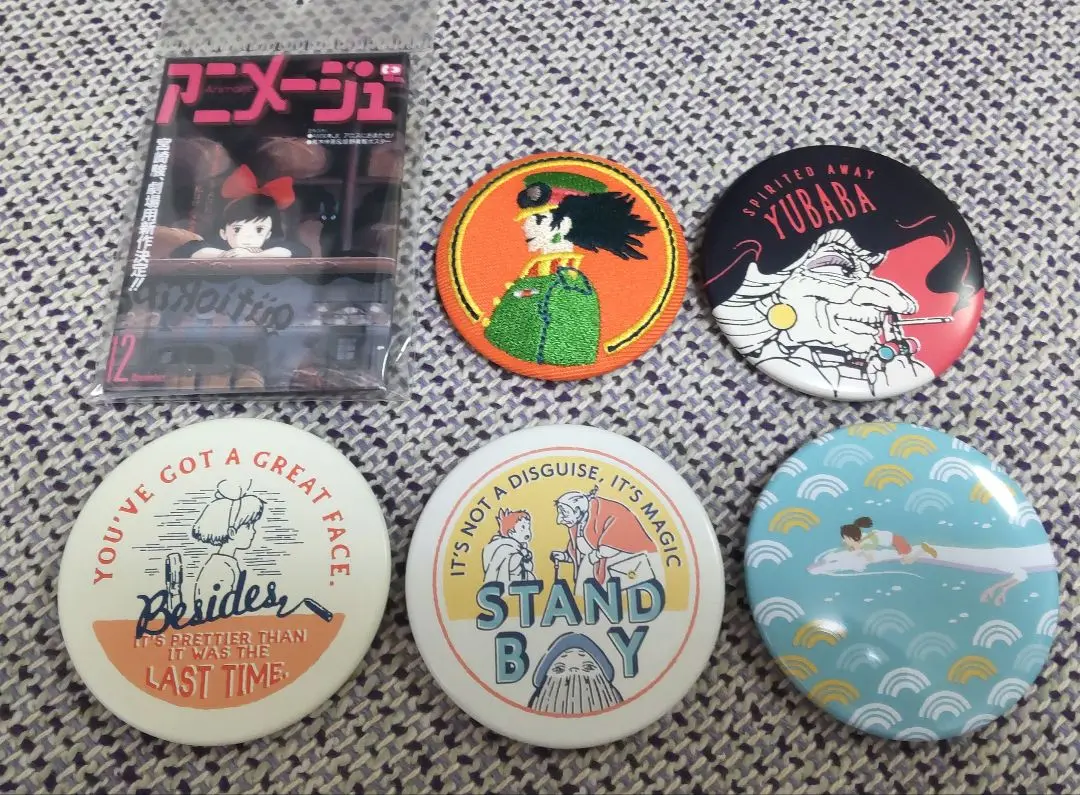 アニメージュ
Animage
宮崎駿、劇場用新作決定!!
12
SPIRITED AWAY
YUBABA
YOU'VE GOT A GREAT FACE.
Besides,
IT'S PRETTIER THAN
IT WAS THE
LAST TIME.
IT'S NOT A DISGUISE, IT'S MAGIC
STAND
BY